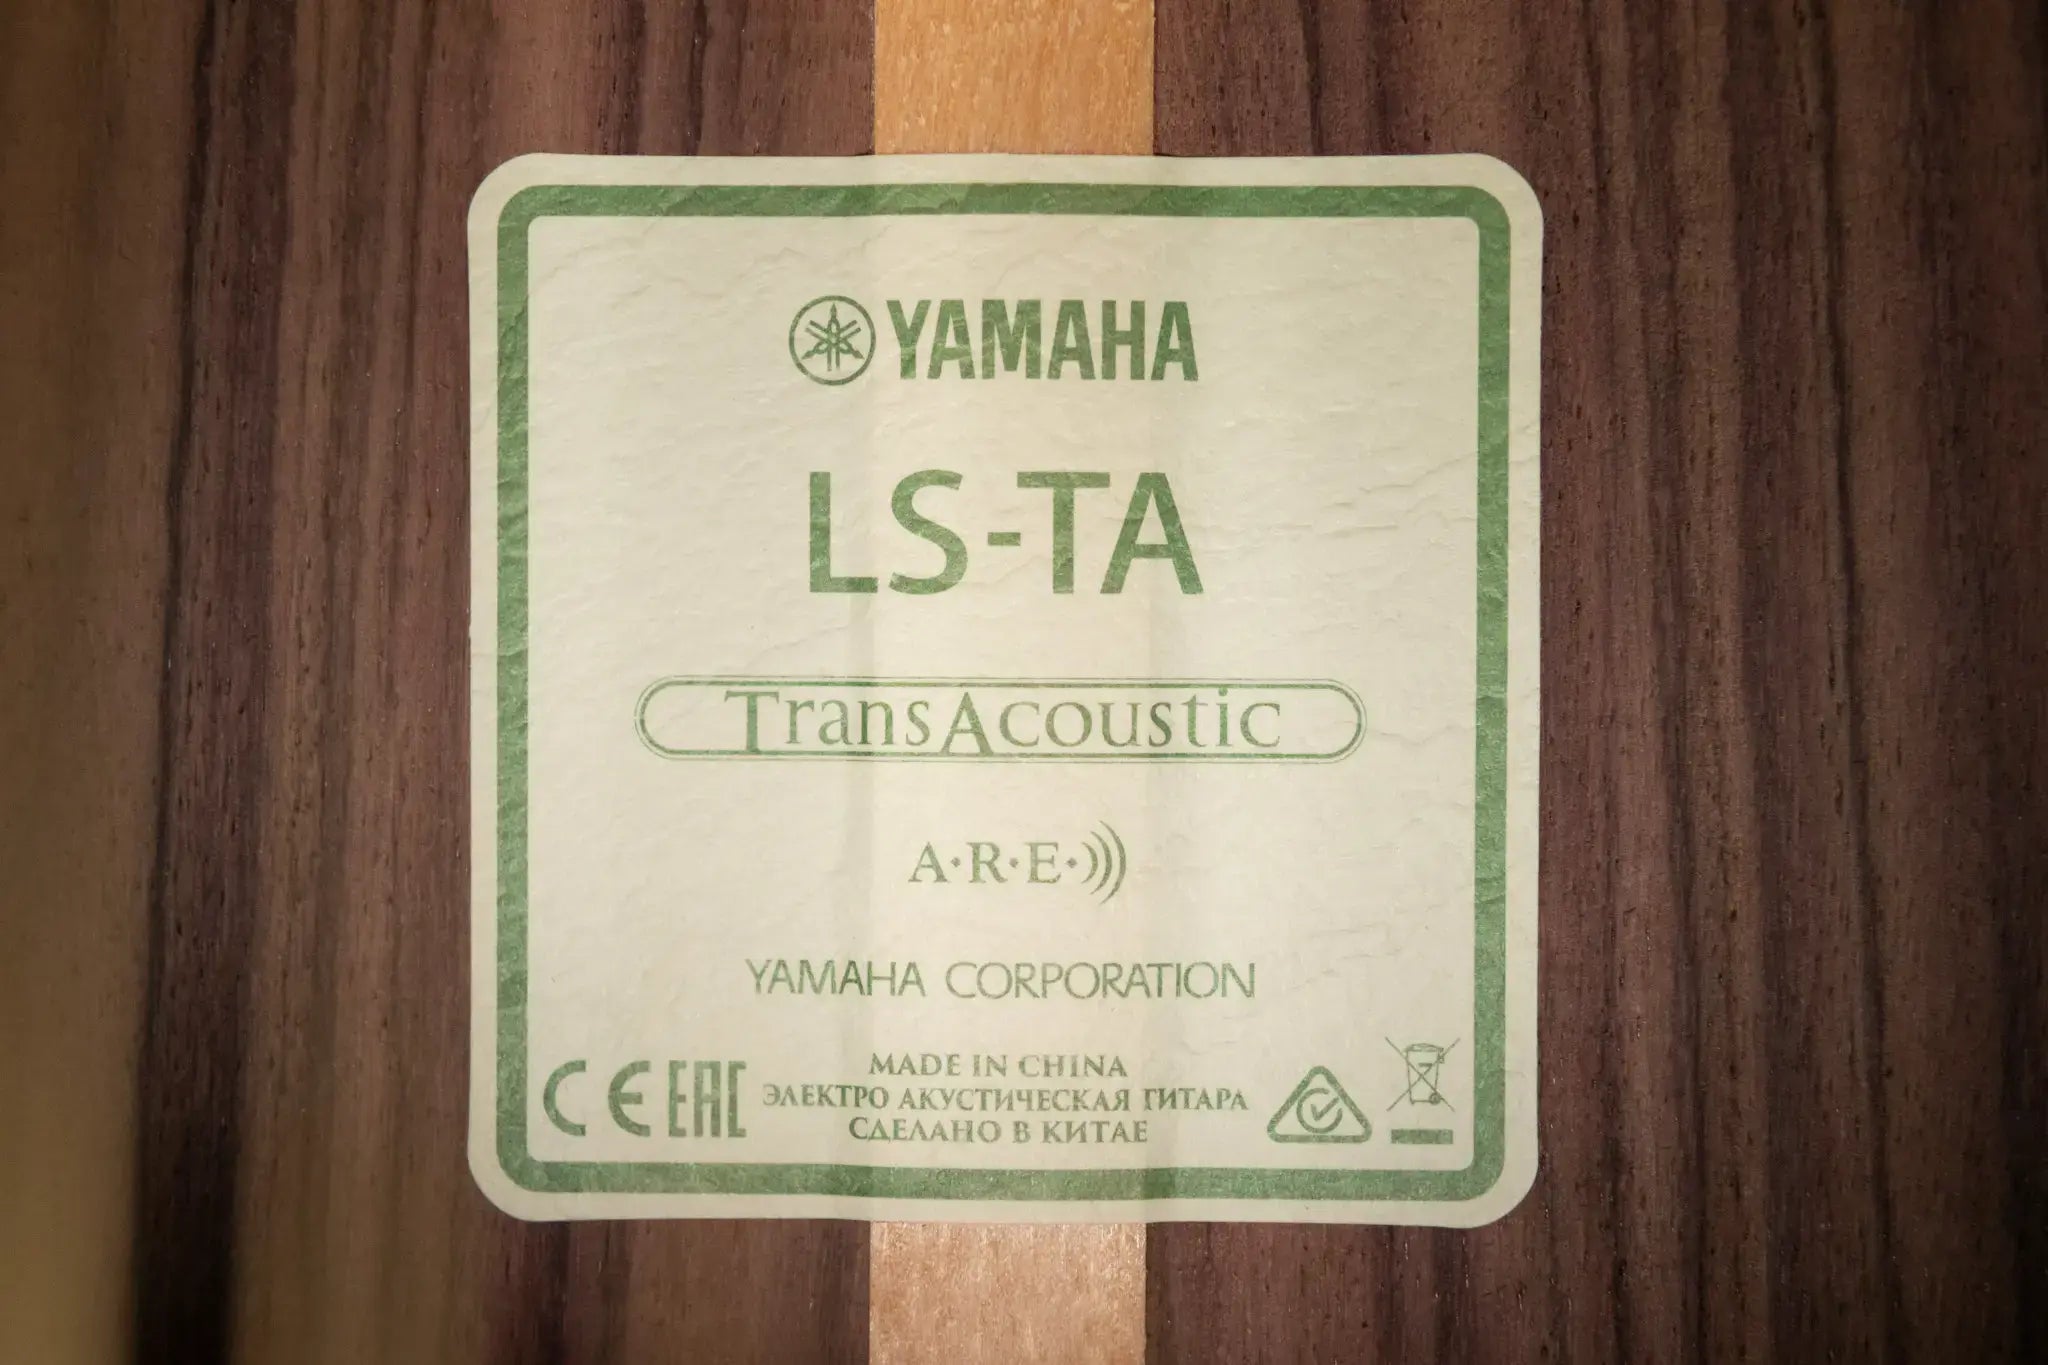 YAMAHA
LS-TA
TransAcoustic
A·R·E·
YAMAHA CORPORATION
CE EAC
MADE IN CHINA
ЭЛЕКТРО АКУСТИЧЕСКАЯ ГИТАРА
СДЕЛАНО В КИТАЕ